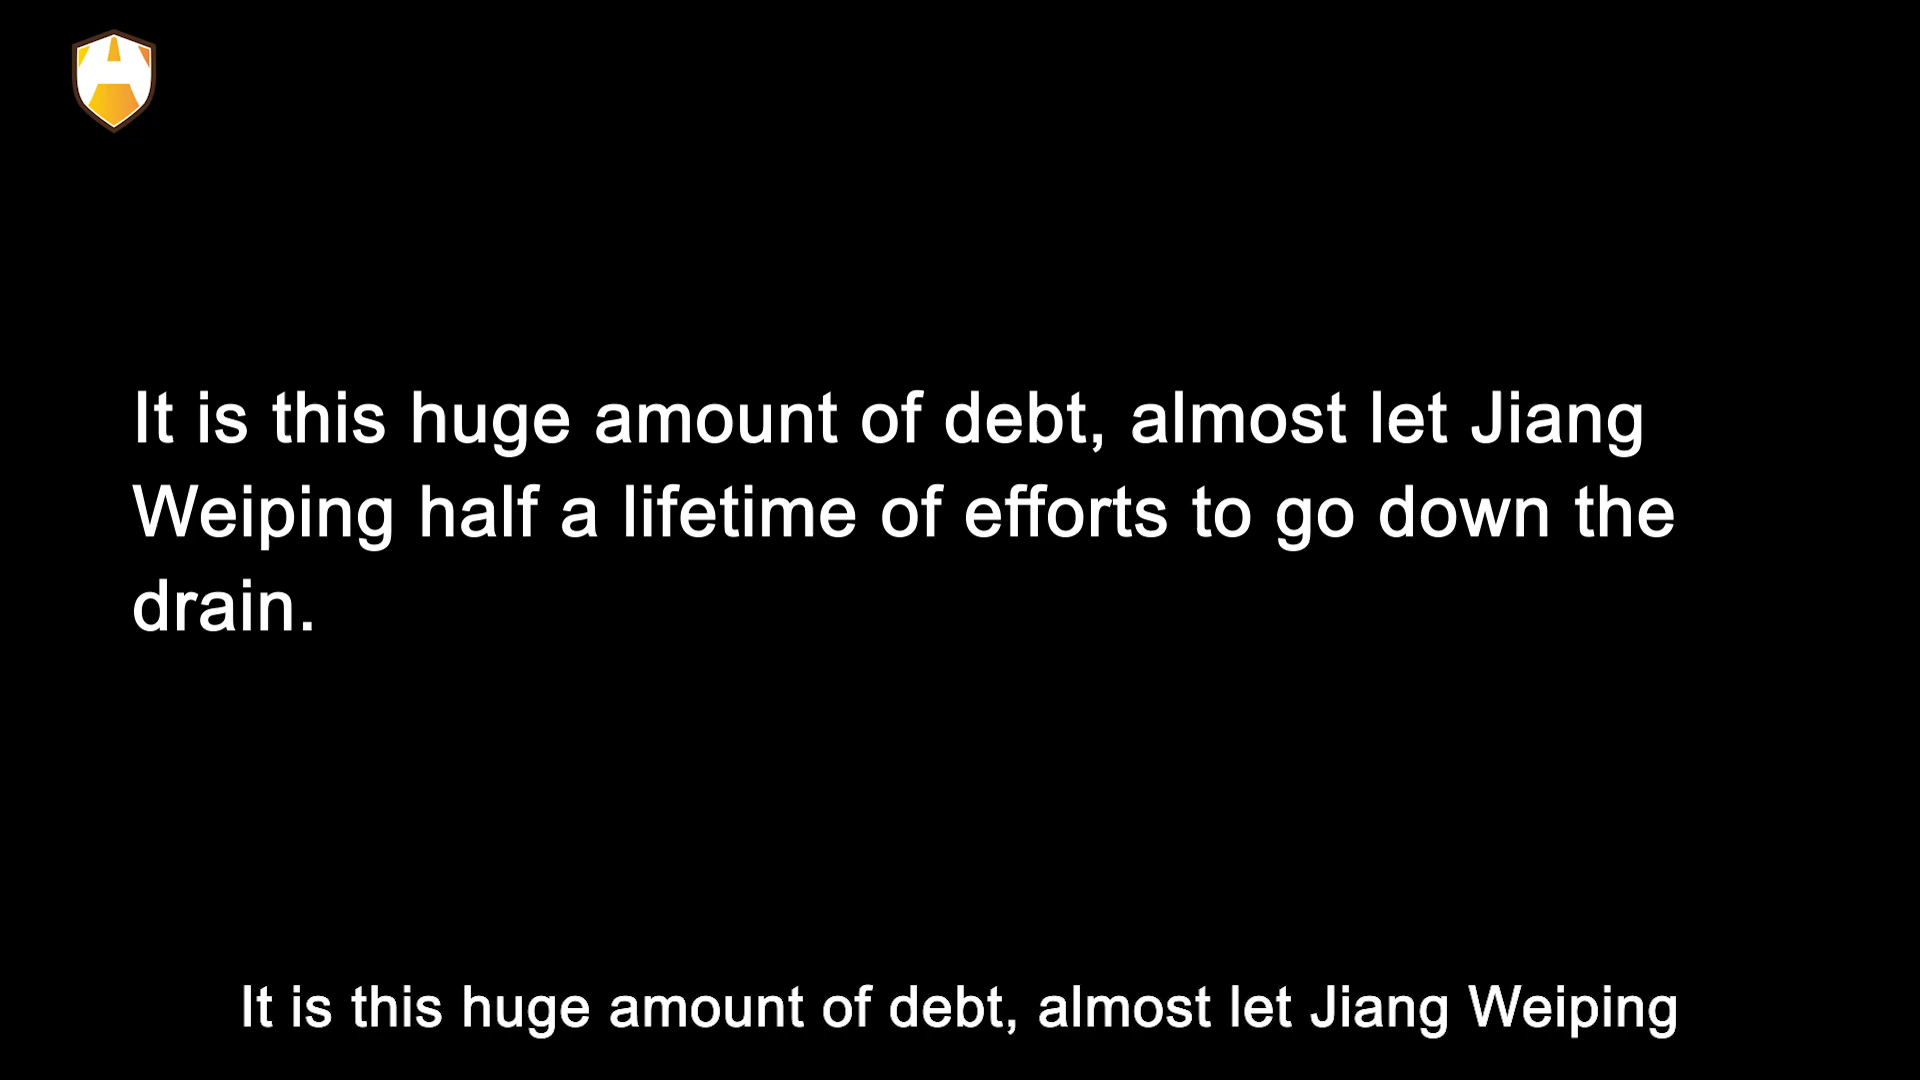 It is this huge amount of debt, almost let Jiang
Weiping half a lifetime of efforts to go down the
drain.
It is this huge amount of debt, almost let Jiang Weiping